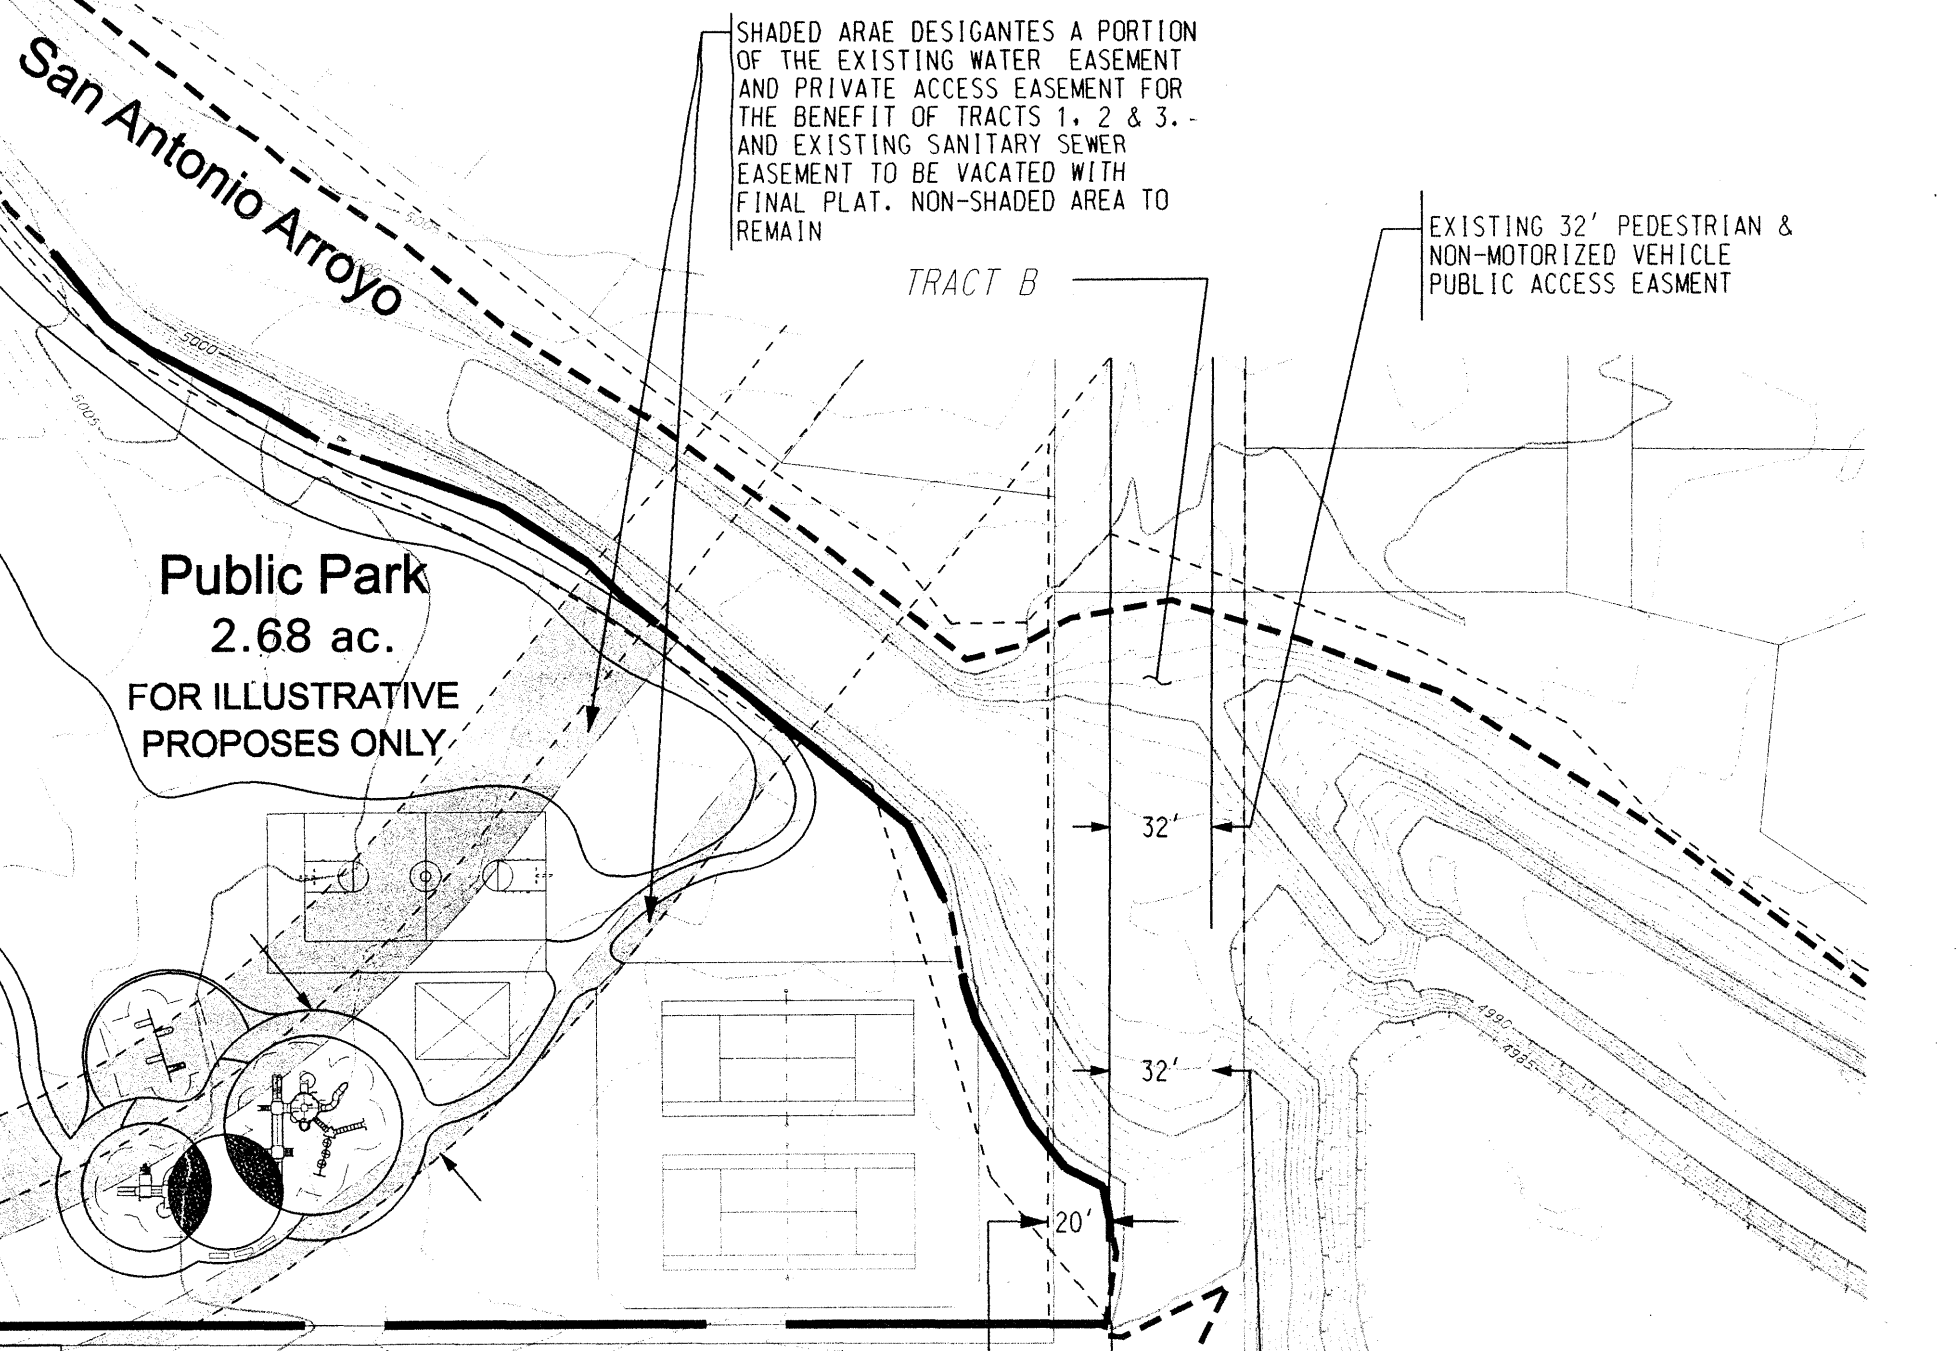 SHADED ARAE DESIGANTES A PORTION
OF THE EXISTING WATER EASEMENT
AND PRIVATE ACCESS EASEMENT FOR
THE BENEFIT OF TRACTS 1, 2 & 3. -
AND EXISTING SANITARY SEWER
EASEMENT TO BE VACATED WITH
FINAL PLAT. NON-SHADED AREA TO
REMAIN
San Antonio Arroyo
EXISTING 32' PEDESTRIAN &
NON-MOTORIZED VEHICLE
PUBLIC ACCESS EASMENT
TRACT B
5000
5005
Public Park
2.68 ac.
FOR ILLUSTRATIVE
PROPOSES ONLY
32'
4990
4985
32'
20'